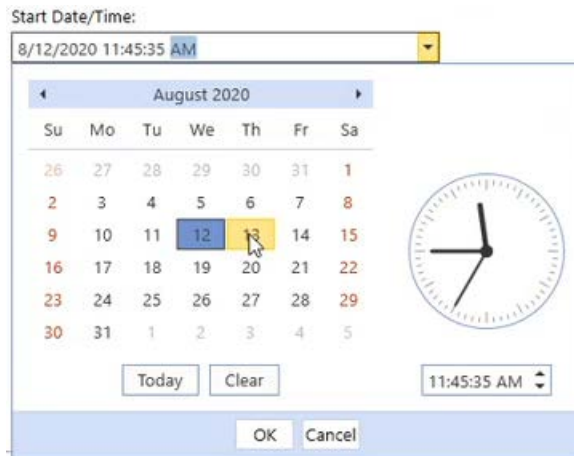 Start Date/Time:
8/12/2020 11:45:35 AM
August 2020
Su Mo Tu We Th Fr Sa
26 27 28 29 30 31 1
2 3 4 5 6 7 8
9 10 11 12 13 14 15
16 17 18 19 20 21 22
23 24 25 26 27 28 29
30 31 1 2 3 4 5
Today Clear
11:45:35 AM
OK Cancel